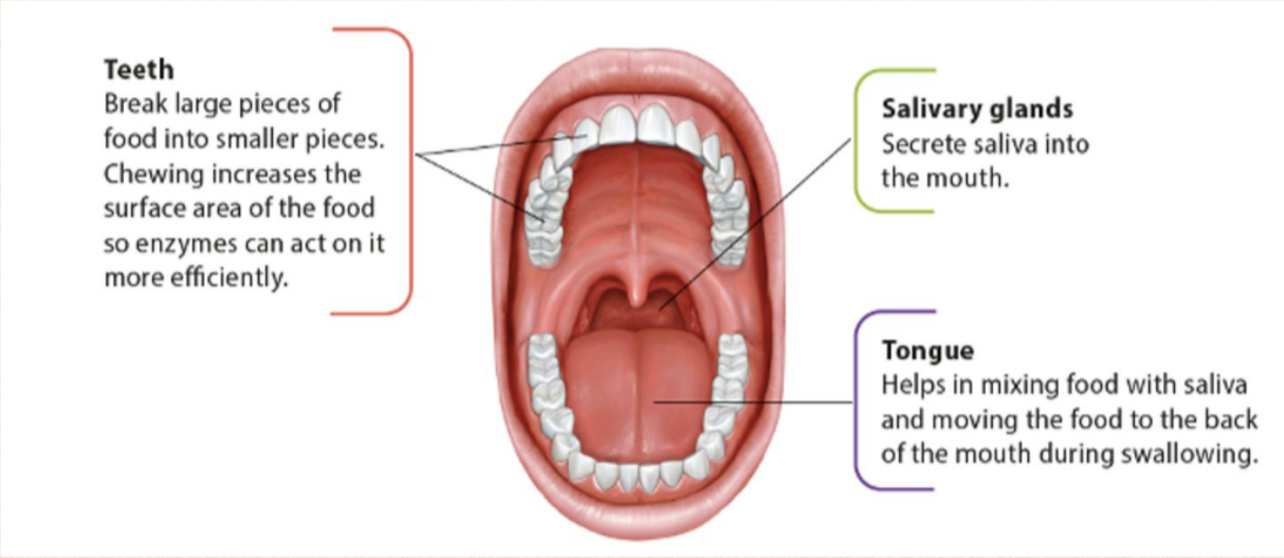 Teeth
Break large pieces of
food into smaller pieces.
Chewing increases the
surface area of the food
so enzymes can act on it
more efficiently.
Salivary glands
Secrete saliva into
the mouth.
Tongue
Helps in mixing food with saliva
and moving the food to the back
of the mouth during swallowing.